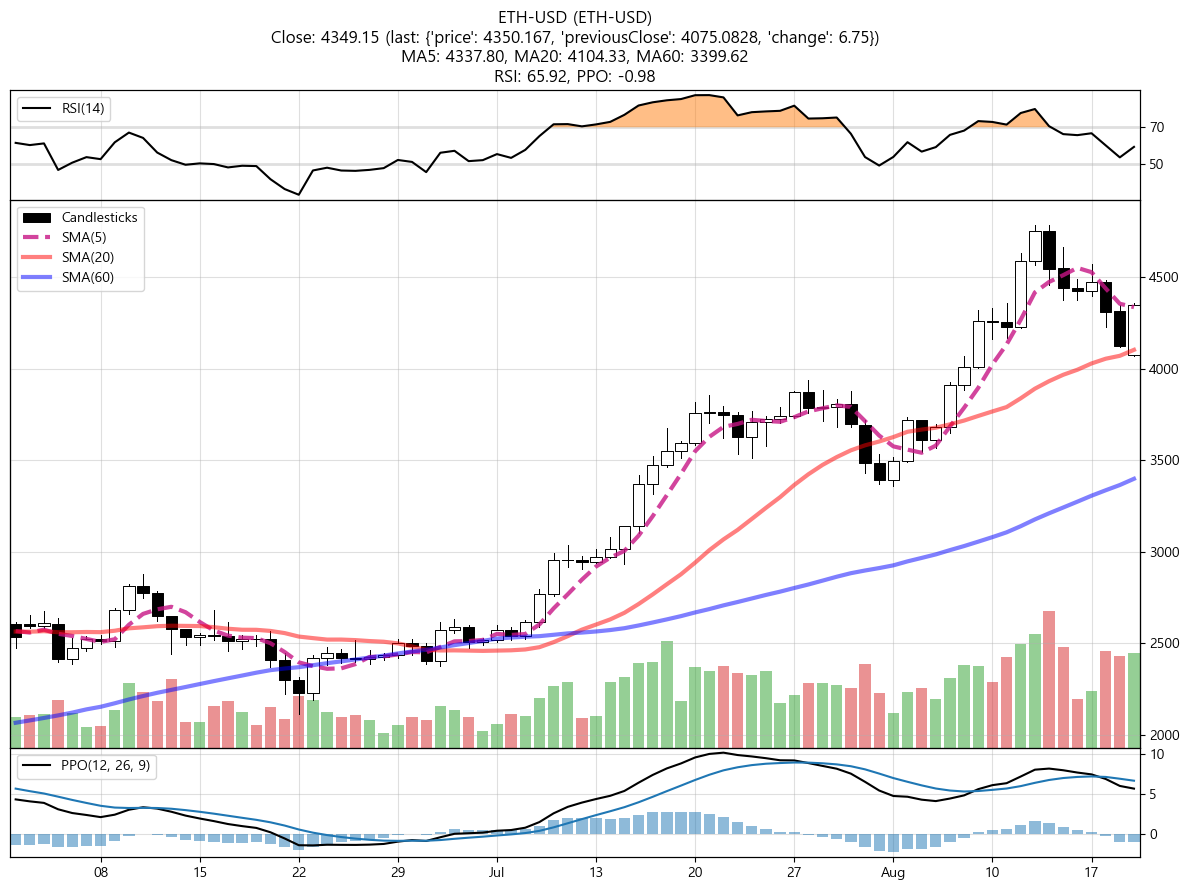 ETH-USD (ETH-USD)
Close: 4349.15 (last: {'price': 4350.167, 'previousClose': 4075.0828, 'change': 6.75})
MA5: 4337.80, MA20: 4104.33, MA60: 3399.62
RSI: 65.92, PPO: -0.98
RSI(14)
70
50
Candlesticks
SMA(5)
SMA(20)
SMA(60)
4500
4000
3500
3000
2500
2000
PPO(12, 26, 9)
10
5
0
08 15 22 29 Jul 13 20 27 Aug 10 17